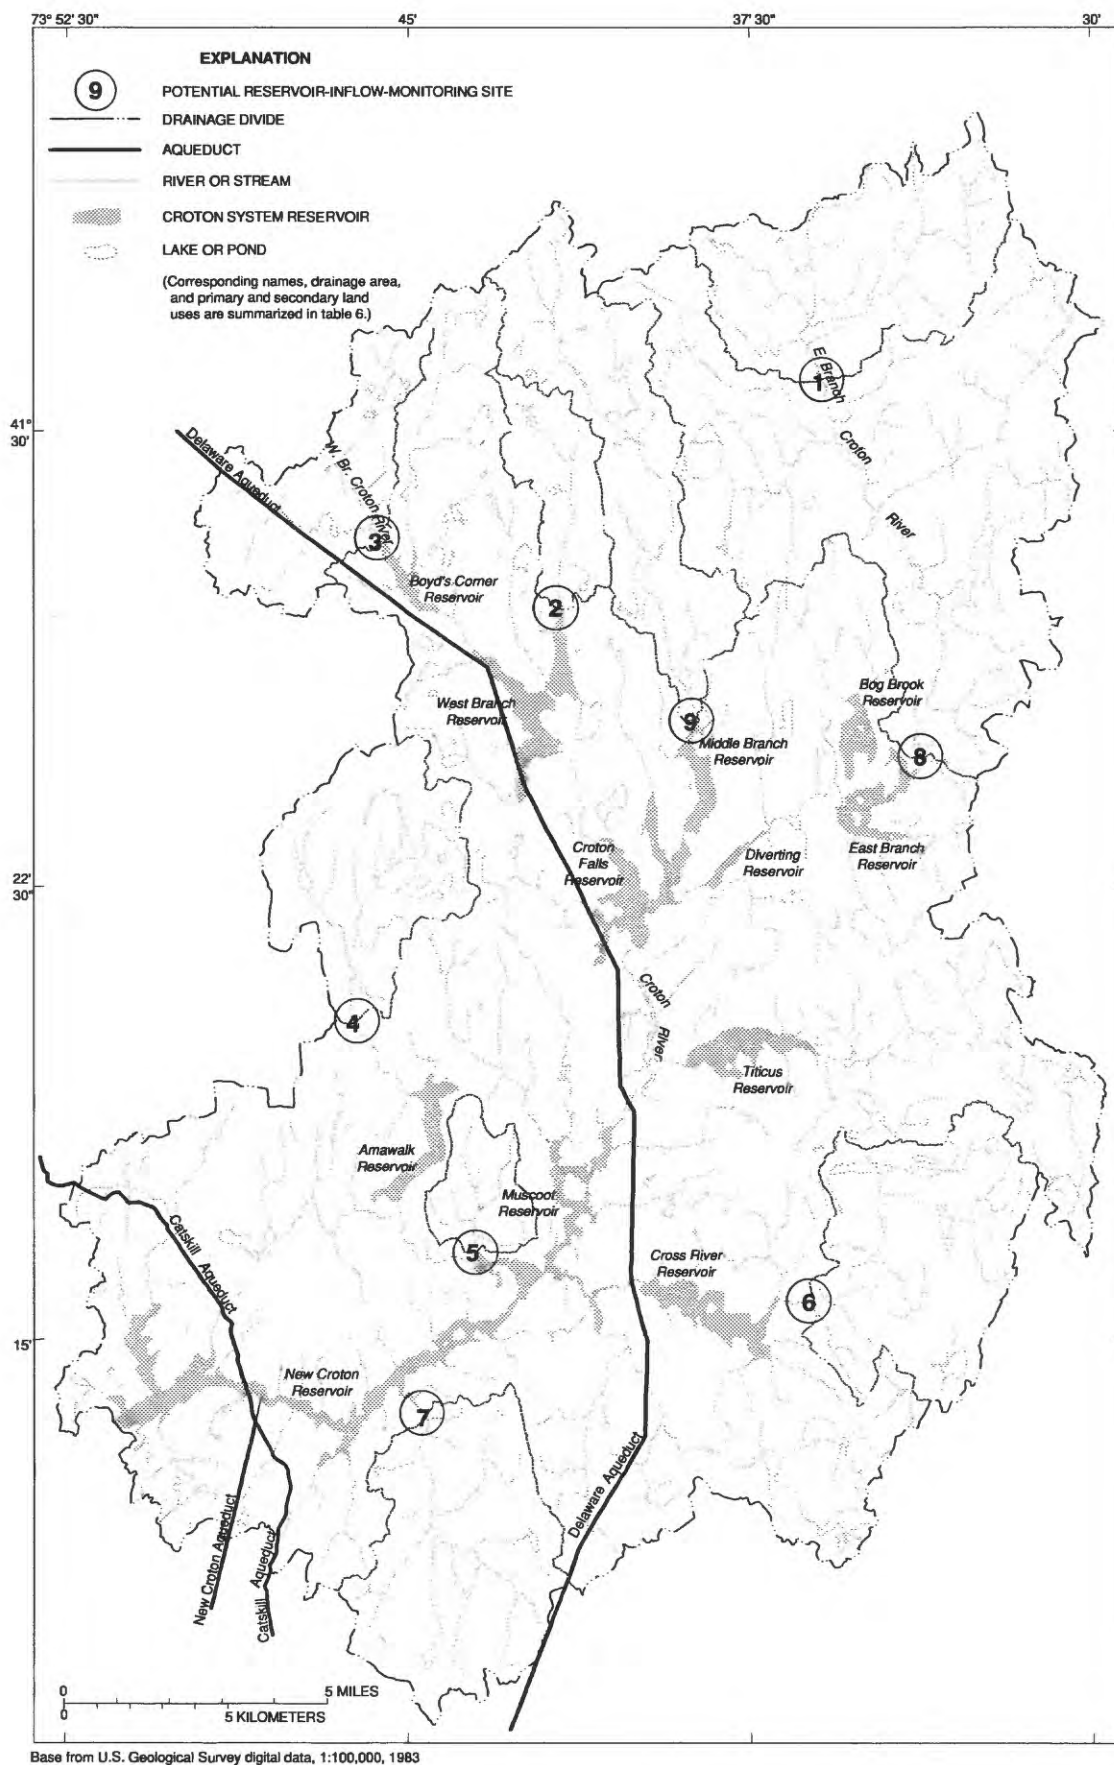 73° 52' 30"
45'
37' 30"
30'
EXPLANATION
9
POTENTIAL RESERVOIR-INFLOW-MONITORING SITE
DRAINAGE DIVIDE
AQUEDUCT
RIVER OR STREAM
CROTON SYSTEM RESERVOIR
LAKE OR POND
(Corresponding names, drainage area,
and primary and secondary land
uses are summarized in table 6.)
1
E. Branch
Croton
River
41°
30'
Delaware Aqueduct
W. Br. Croton River
3
Boyd's Corner
Reservoir
2
West Branch
Reservoir
9
Middle Branch
Reservoir
Bog Brook
Reservoir
8
East Branch
Reservoir
Diverting
Reservoir
Croton
Falls
Reservoir
22'
30"
Croton
River
4
Titicus
Reservoir
Amawalk
Reservoir
Muscoot
Reservoir
5
Cross River
Reservoir
6
Catskill
Aqueduct
15'
New Croton
Reservoir
7
New Croton Aqueduct
Catskill Aqueduct
Delaware Aqueduct
0
5 MILES
0
5 KILOMETERS
Base from U.S. Geological Survey digital data, 1:100,000, 1983